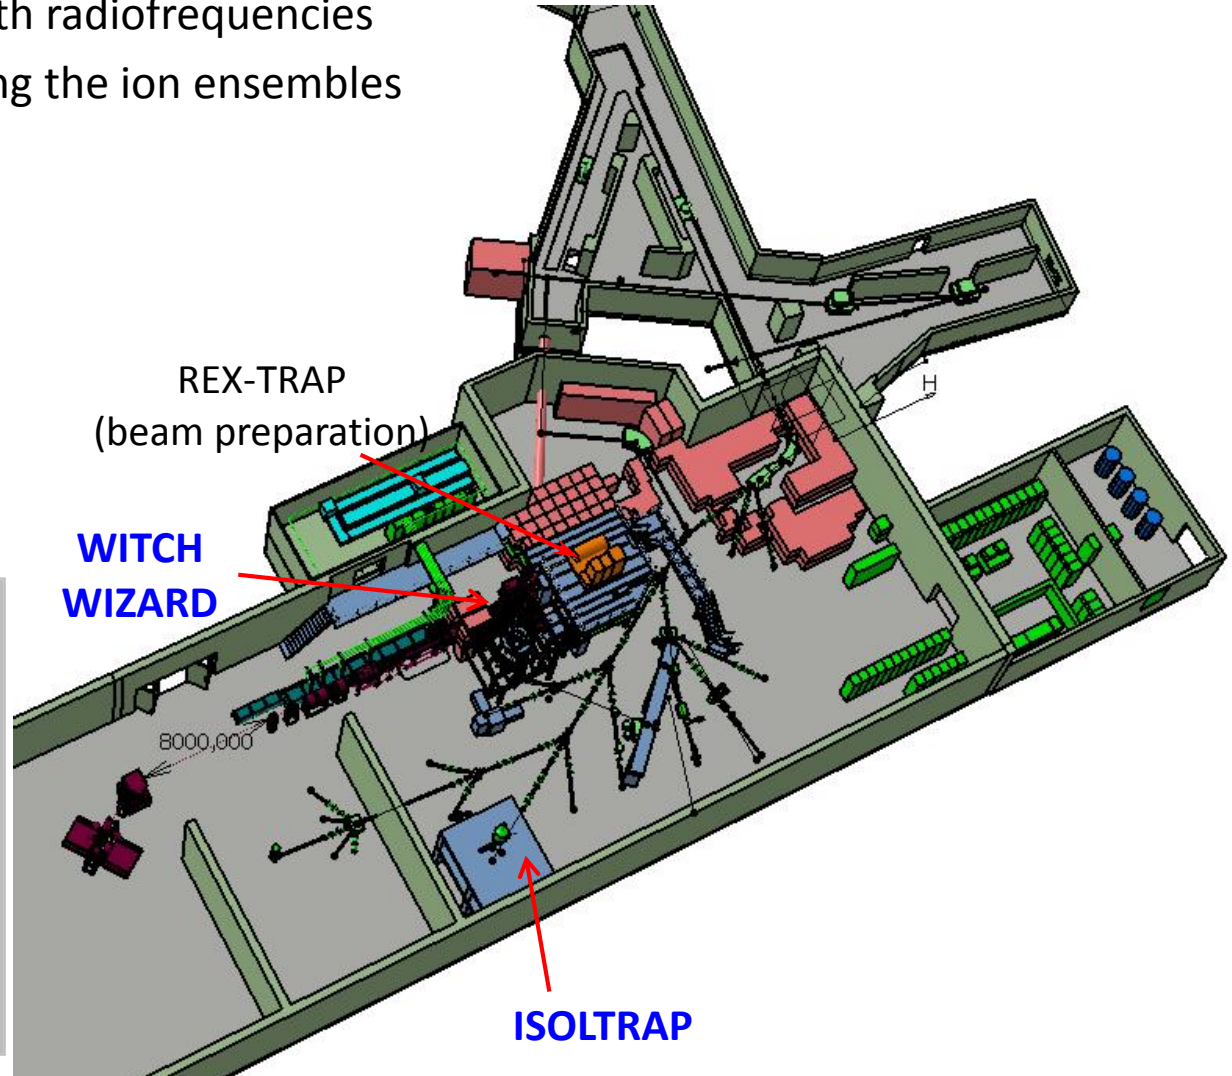 th radiofrequencies
ng the ion ensembles
H
REX-TRAP
(beam preparation)
WITCH
WIZARD
8000,000
ISOLTRAP